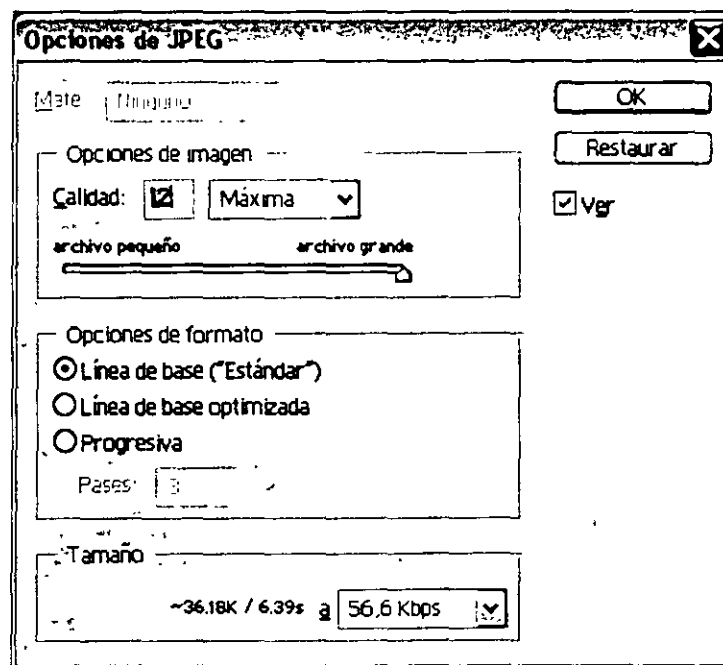 Opciones de JPEG
Mate Ninguno
OK
Restaurar
Ver
Opciones de imagen
Calidad: 12 Máxima
archivo pequeño archivo grande
Opciones de formato
Línea de base ("Estándar")
Línea de base optimizada
Progresiva
Pases: 3
Tamaño
~36.18K / 6.39s a 56,6 Kbps